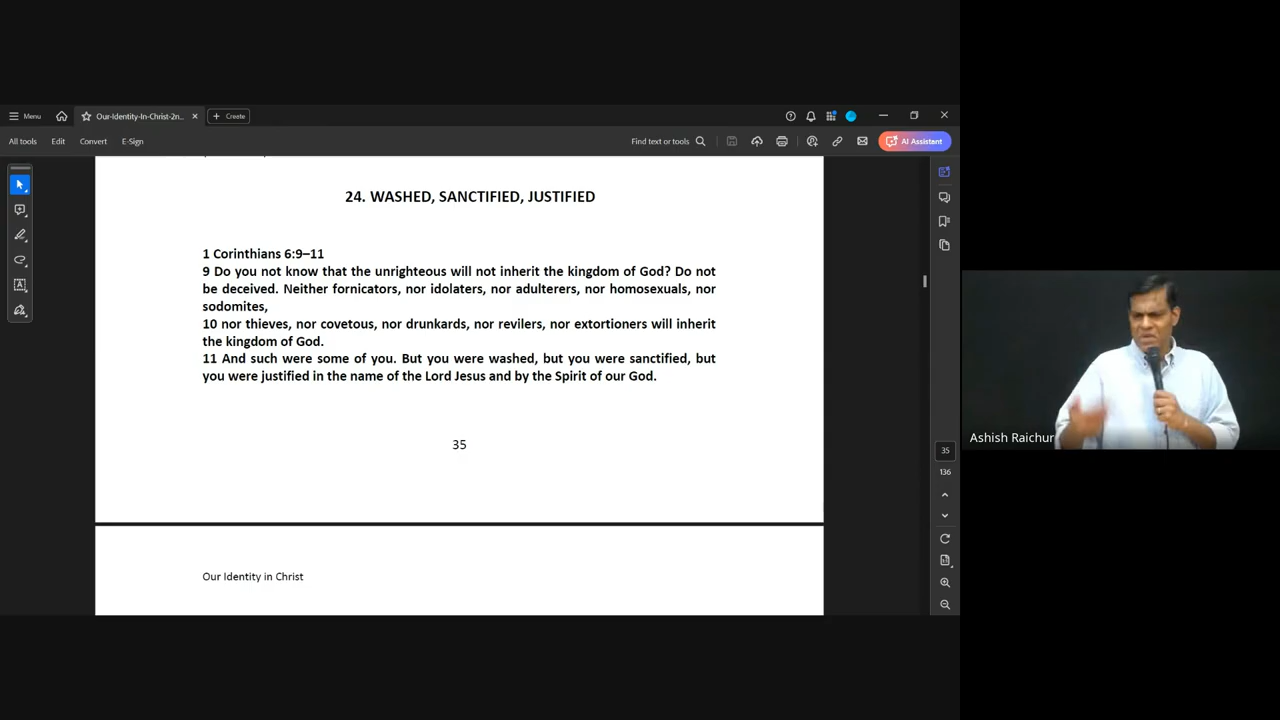 Menu
Our-Identity-In-Christ-2n...
Create
All tools
Edit
Convert
E-Sign
Find text or tools
AI Assistant
24. WASHED, SANCTIFIED, JUSTIFIED
1 Corinthians 6:9–11
9 Do you not know that the unrighteous will not inherit the kingdom of God? Do not
be deceived. Neither fornicators, nor idolaters, nor adulterers, nor homosexuals, nor
sodomites,
10 nor thieves, nor covetous, nor drunkards, nor revilers, nor extortioners will inherit
the kingdom of God.
11 And such were some of you. But you were washed, but you were sanctified, but
you were justified in the name of the Lord Jesus and by the Spirit of our God.
35
Our Identity in Christ
35
136
Ashish Raichur